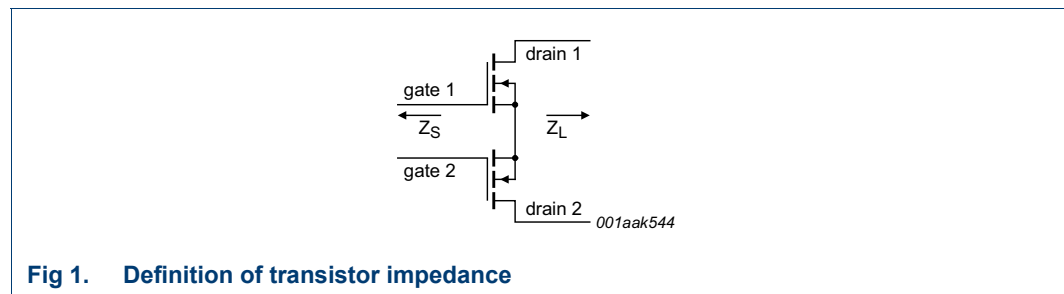 drain 1
gate 1
Z_S
Z_L
gate 2
drain 2
001aak544
Fig 1. Definition of transistor impedance